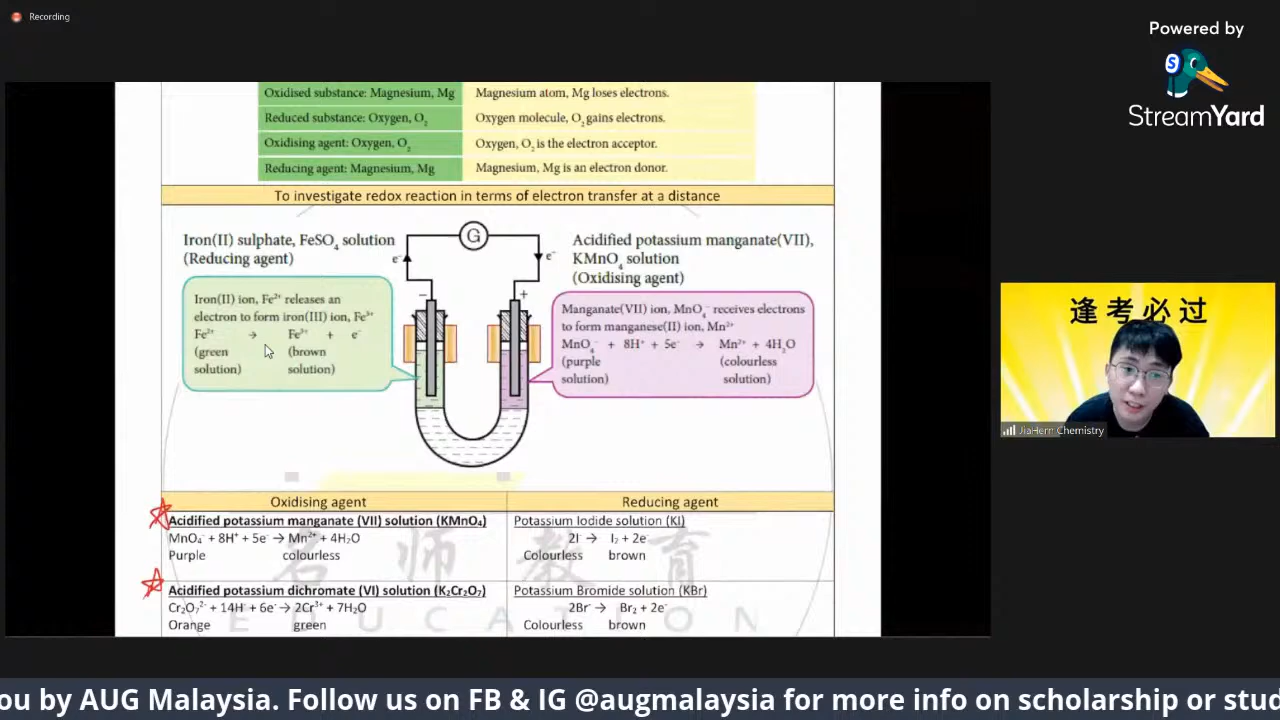 Recording
Powered by
S
StreamYard
Oxidised substance: Magnesium, Mg
Magnesium atom, Mg loses electrons.
Reduced substance: Oxygen, O₂
Oxygen molecule, O₂ gains electrons.
Oxidising agent: Oxygen, O₂
Oxygen, O₂ is the electron acceptor.
Reducing agent: Magnesium, Mg
Magnesium, Mg is an electron donor.
To investigate redox reaction in terms of electron transfer at a distance
Iron(II) sulphate, FeSO₄ solution
(Reducing agent)
G
e⁻
e⁻
− +
Acidified potassium manganate(VII),
KMnO₄ solution
(Oxidising agent)
Iron(II) ion, Fe²⁺ releases an
electron to form iron(III) ion, Fe³⁺
Fe²⁺ → Fe³⁺ + e⁻
(green (brown
solution) solution)
Manganate(VII) ion, MnO₄⁻ receives electrons
to form manganese(II) ion, Mn²⁺
MnO₄⁻ + 8H⁺ + 5e⁻ → Mn²⁺ + 4H₂O
(purple (colourless
solution) solution)
逢考必过
JiaHern Chemistry
Oxidising agent
Reducing agent
Acidified potassium manganate (VII) solution (KMnO₄)
MnO₄⁻ + 8H⁺ + 5e⁻ → Mn²⁺ + 4H₂O
Purple colourless
Potassium Iodide solution (KI)
2I⁻ → I₂ + 2e⁻
Colourless brown
名师教育
Acidified potassium dichromate (VI) solution (K₂Cr₂O₇)
Cr₂O₇²⁻ + 14H⁺ + 6e⁻ → 2Cr³⁺ + 7H₂O
Orange green
Potassium Bromide solution (KBr)
2Br⁻ → Br₂ + 2e⁻
Colourless brown
EDUCATION
ou by AUG Malaysia. Follow us on FB & IG @augmalaysia for more info on scholarship or stud